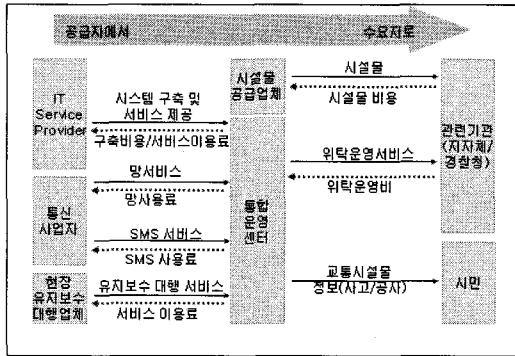 공급자에서
수요자로
IT
Service
Provider
시스템 구축 및
서비스 제공
구축비용/서비스이용료
시설물
공급업체
시설물
시설물 비용
관련기관
(지자체/
경찰청)
위탁운영서비스
위탁운영비
통신
사업자
망서비스
망사용료
SMS 서비스
SMS 사용료
통합
운영
센터
현장
유지보수
대행업체
유지보수 대행 서비스
서비스 이용료
교통시설물
정보(사고/공사)
시민